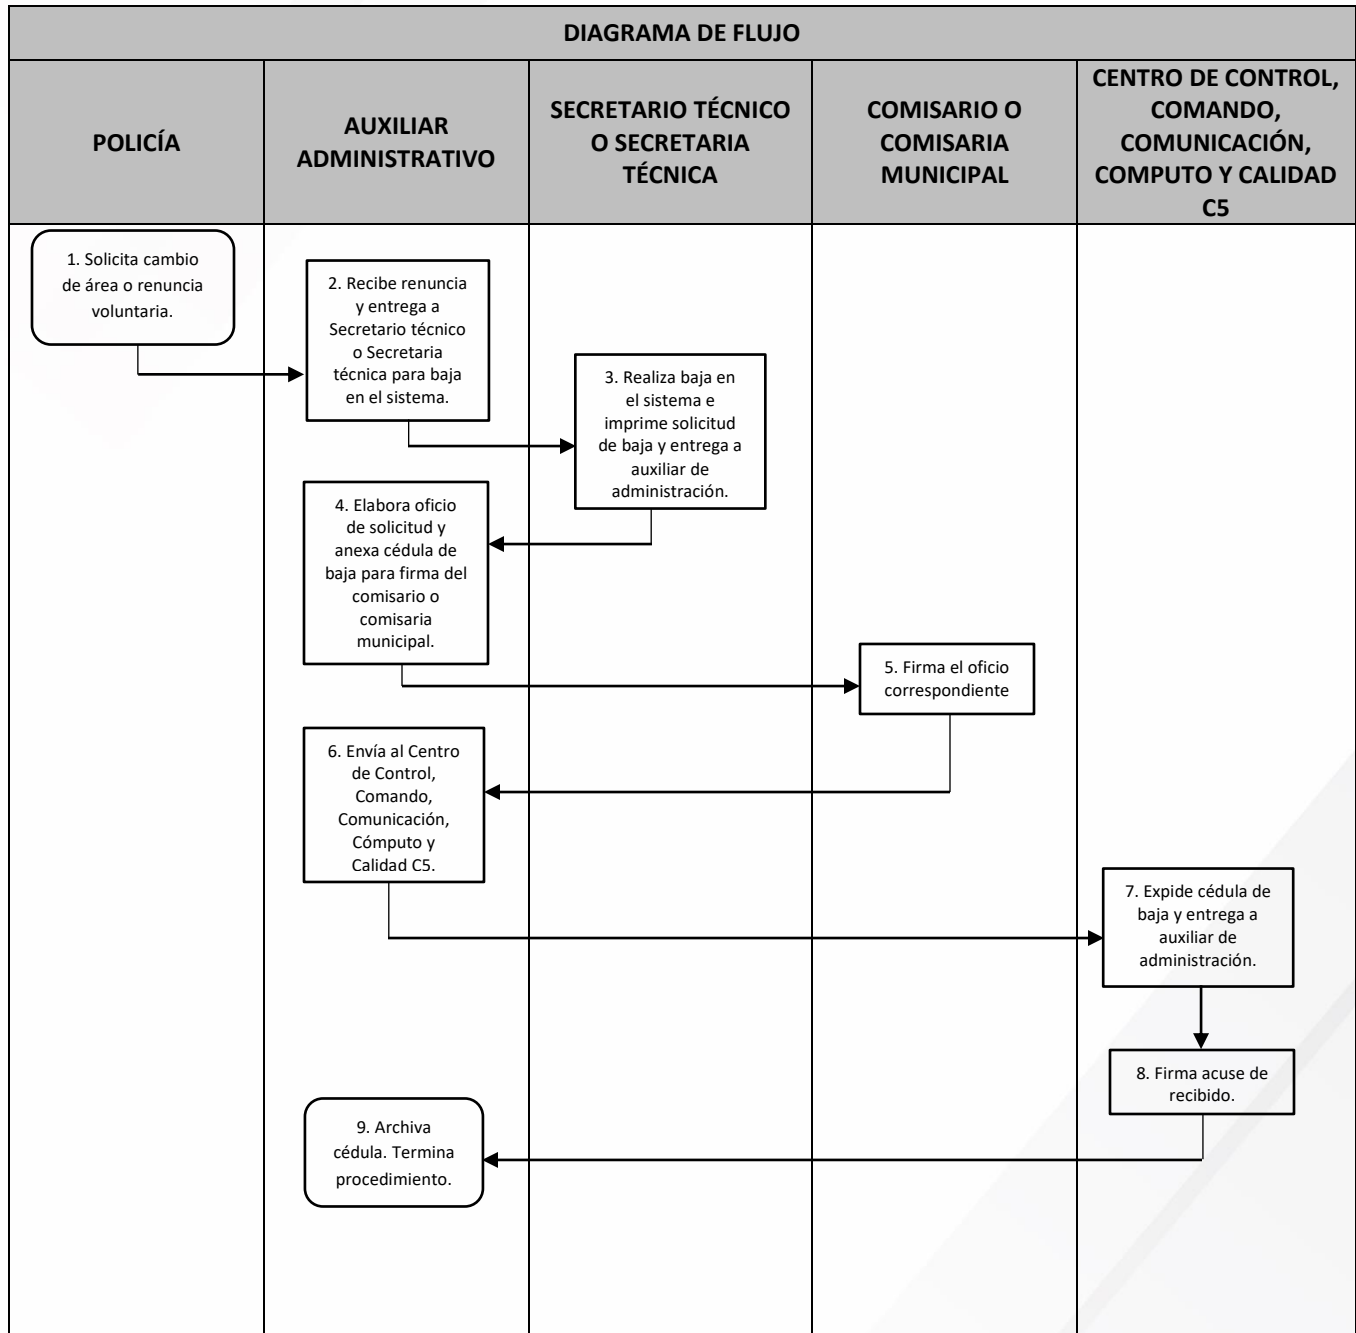 DIAGRAMA DE FLUJO
POLICÍA
AUXILIAR
ADMINISTRATIVO
SECRETARIO TÉCNICO
O SECRETARIA
TÉCNICA
COMISARIO O
COMISARIA
MUNICIPAL
CENTRO DE CONTROL,
COMANDO,
COMUNICACIÓN,
COMPUTO Y CALIDAD
C5
1. Solicita cambio
de área o renuncia
voluntaria.
2. Recibe renuncia
y entrega a
Secretario técnico
o Secretaria
técnica para baja
en el sistema.
3. Realiza baja en
el sistema e
imprime solicitud
de baja y entrega a
auxiliar de
administración.
4. Elabora oficio
de solicitud y
anexa cédula de
baja para firma del
comisario o
comisaria
municipal.
5. Firma el oficio
correspondiente
6. Envía al Centro
de Control,
Comando,
Comunicación,
Cómputo y
Calidad C5.
7. Expide cédula de
baja y entrega a
auxiliar de
administración.
8. Firma acuse de
recibido.
9. Archiva
cédula. Termina
procedimiento.